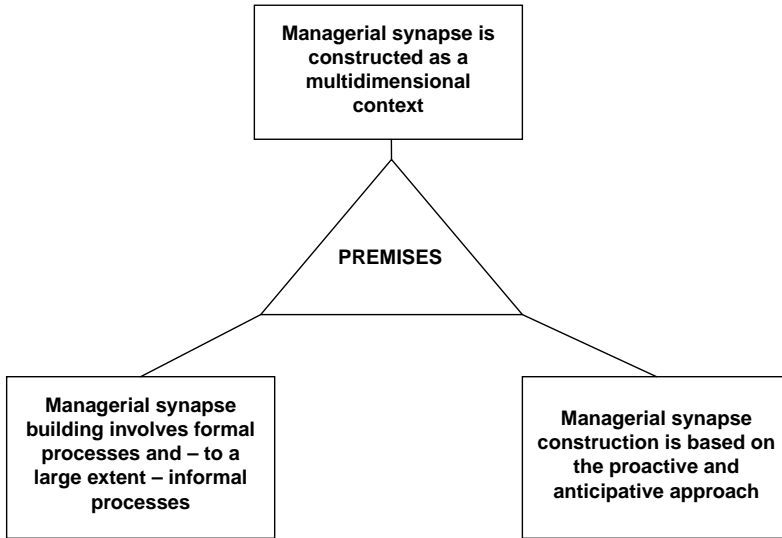 Managerial synapse is
constructed as a
multidimensional
context
PREMISES
Managerial synapse
building involves formal
processes and – to a
large extent – informal
processes
Managerial synapse
construction is based on
the proactive and
anticipative approach